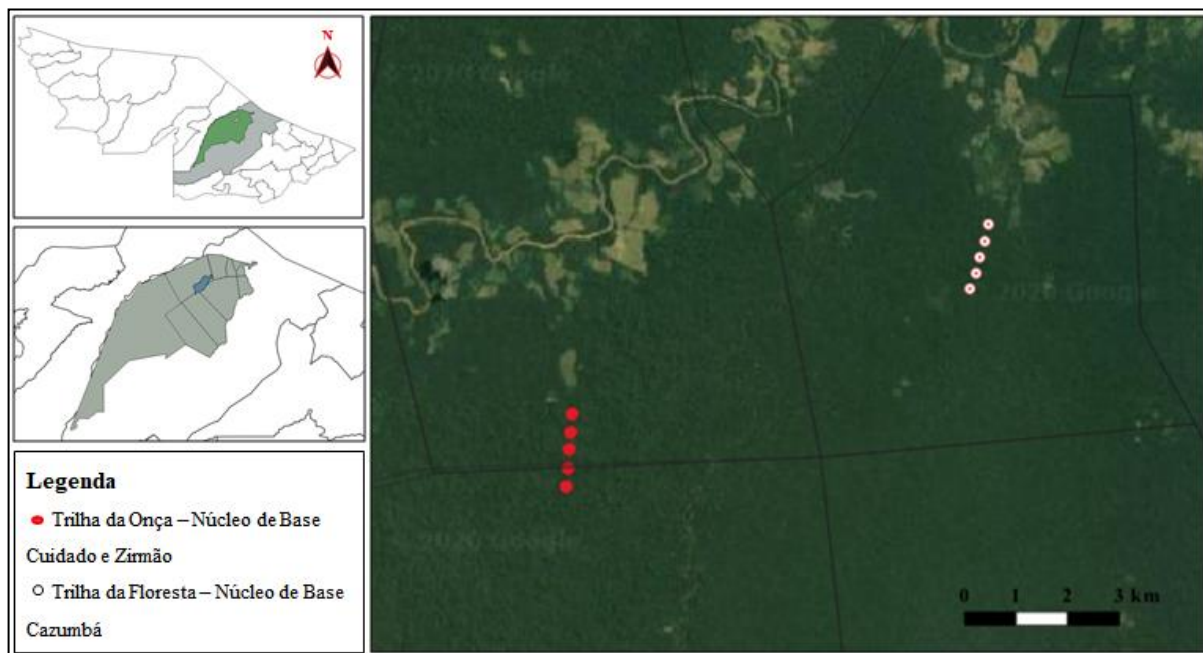 N
© 2020 Google
Legenda
Trilha da Onça – Núcleo de Base
Cuidado e Zirmão
Trilha da Floresta – Núcleo de Base
Cazumbá
2020 Google
© 2020 Google
0 1 2 3 km